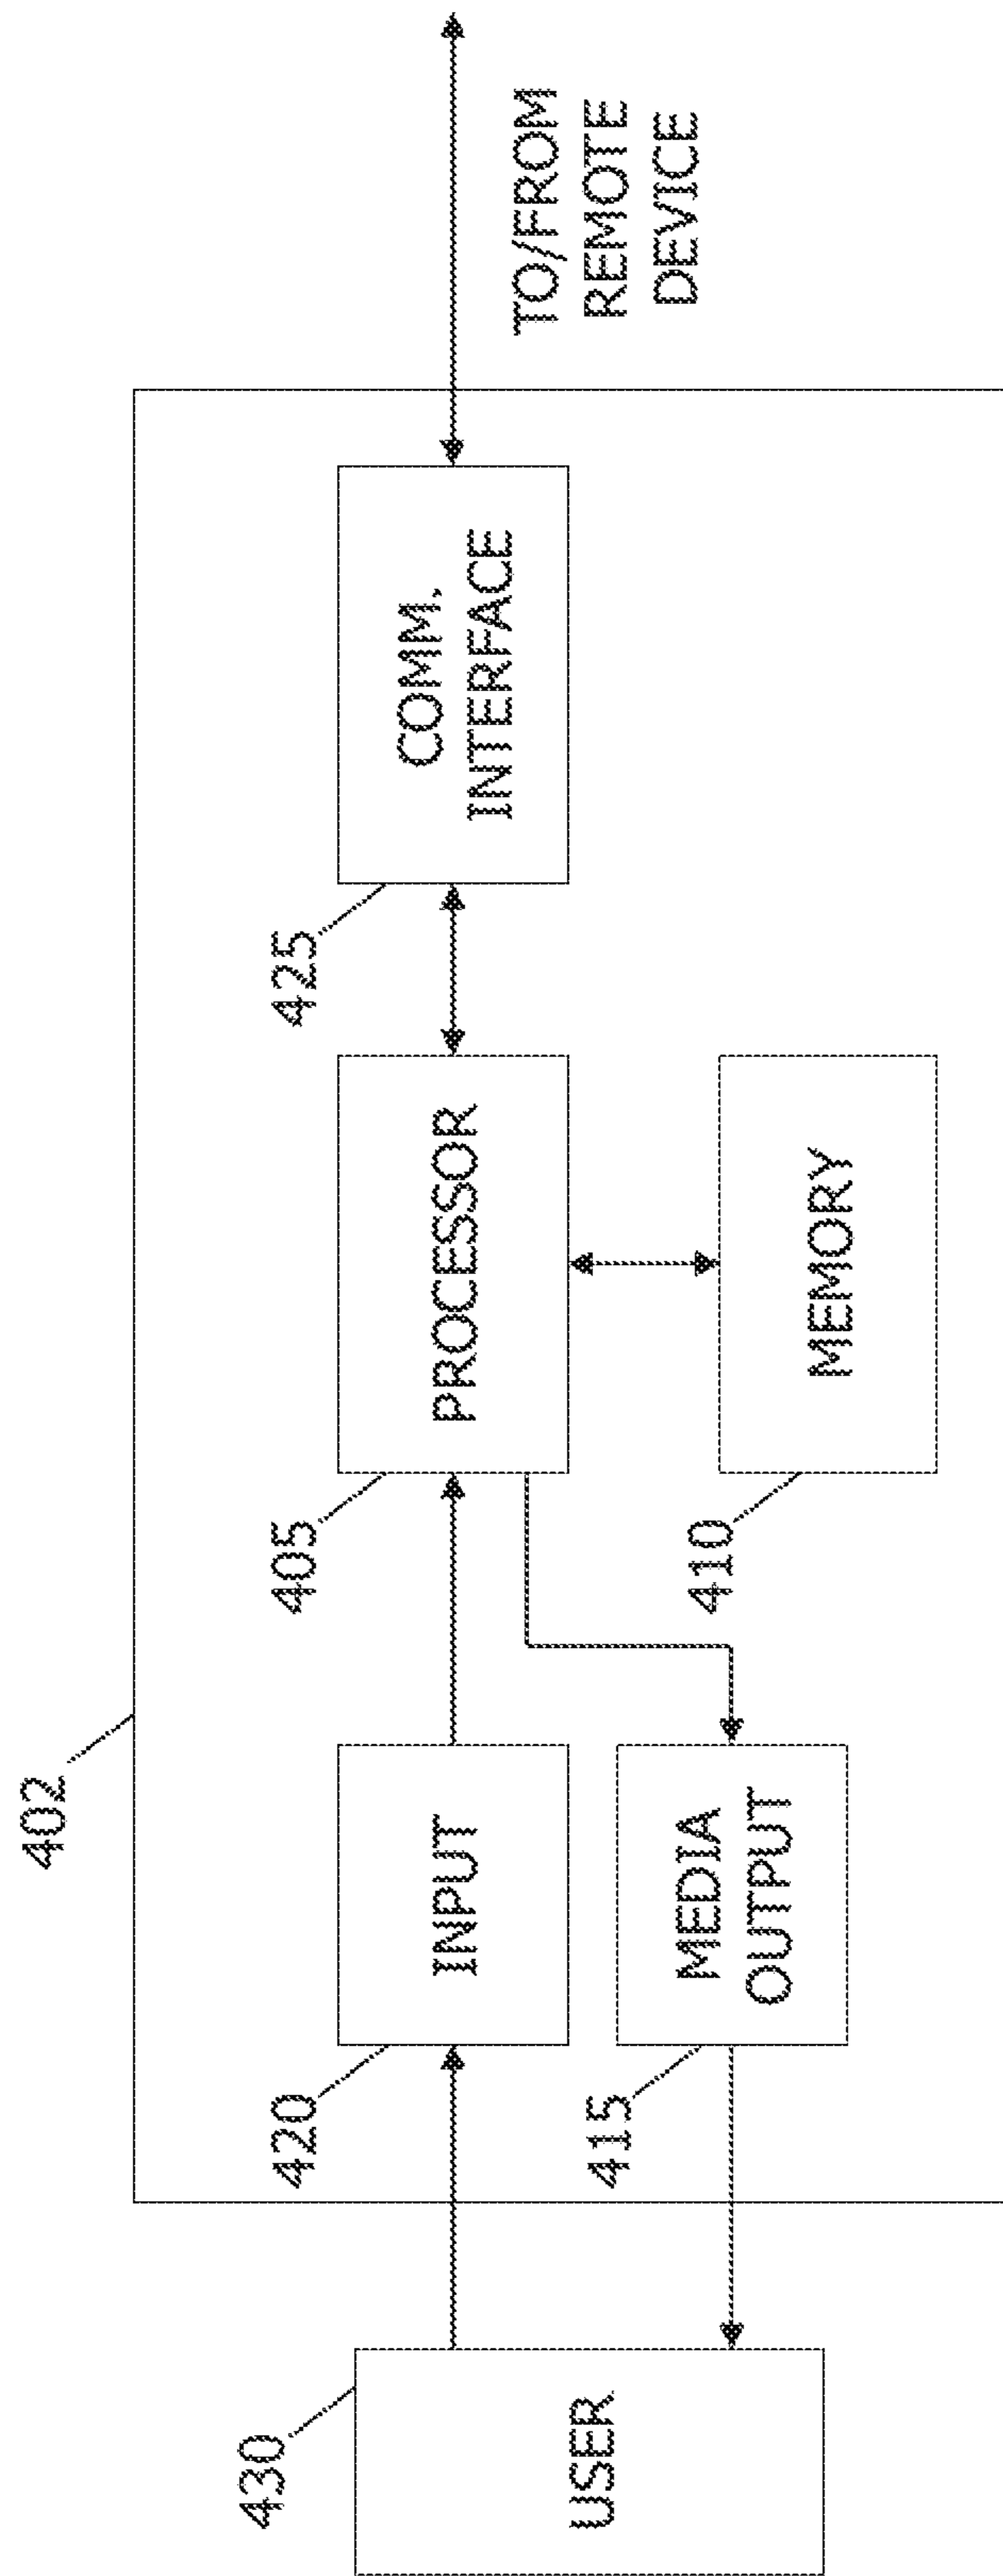 402
430
USER
420
INPUT
415
MEDIA
OUTPUT
405
PROCESSOR
410
MEMORY
425
COMM.
INTERFACE
TO/FROM
REMOTE
DEVICE